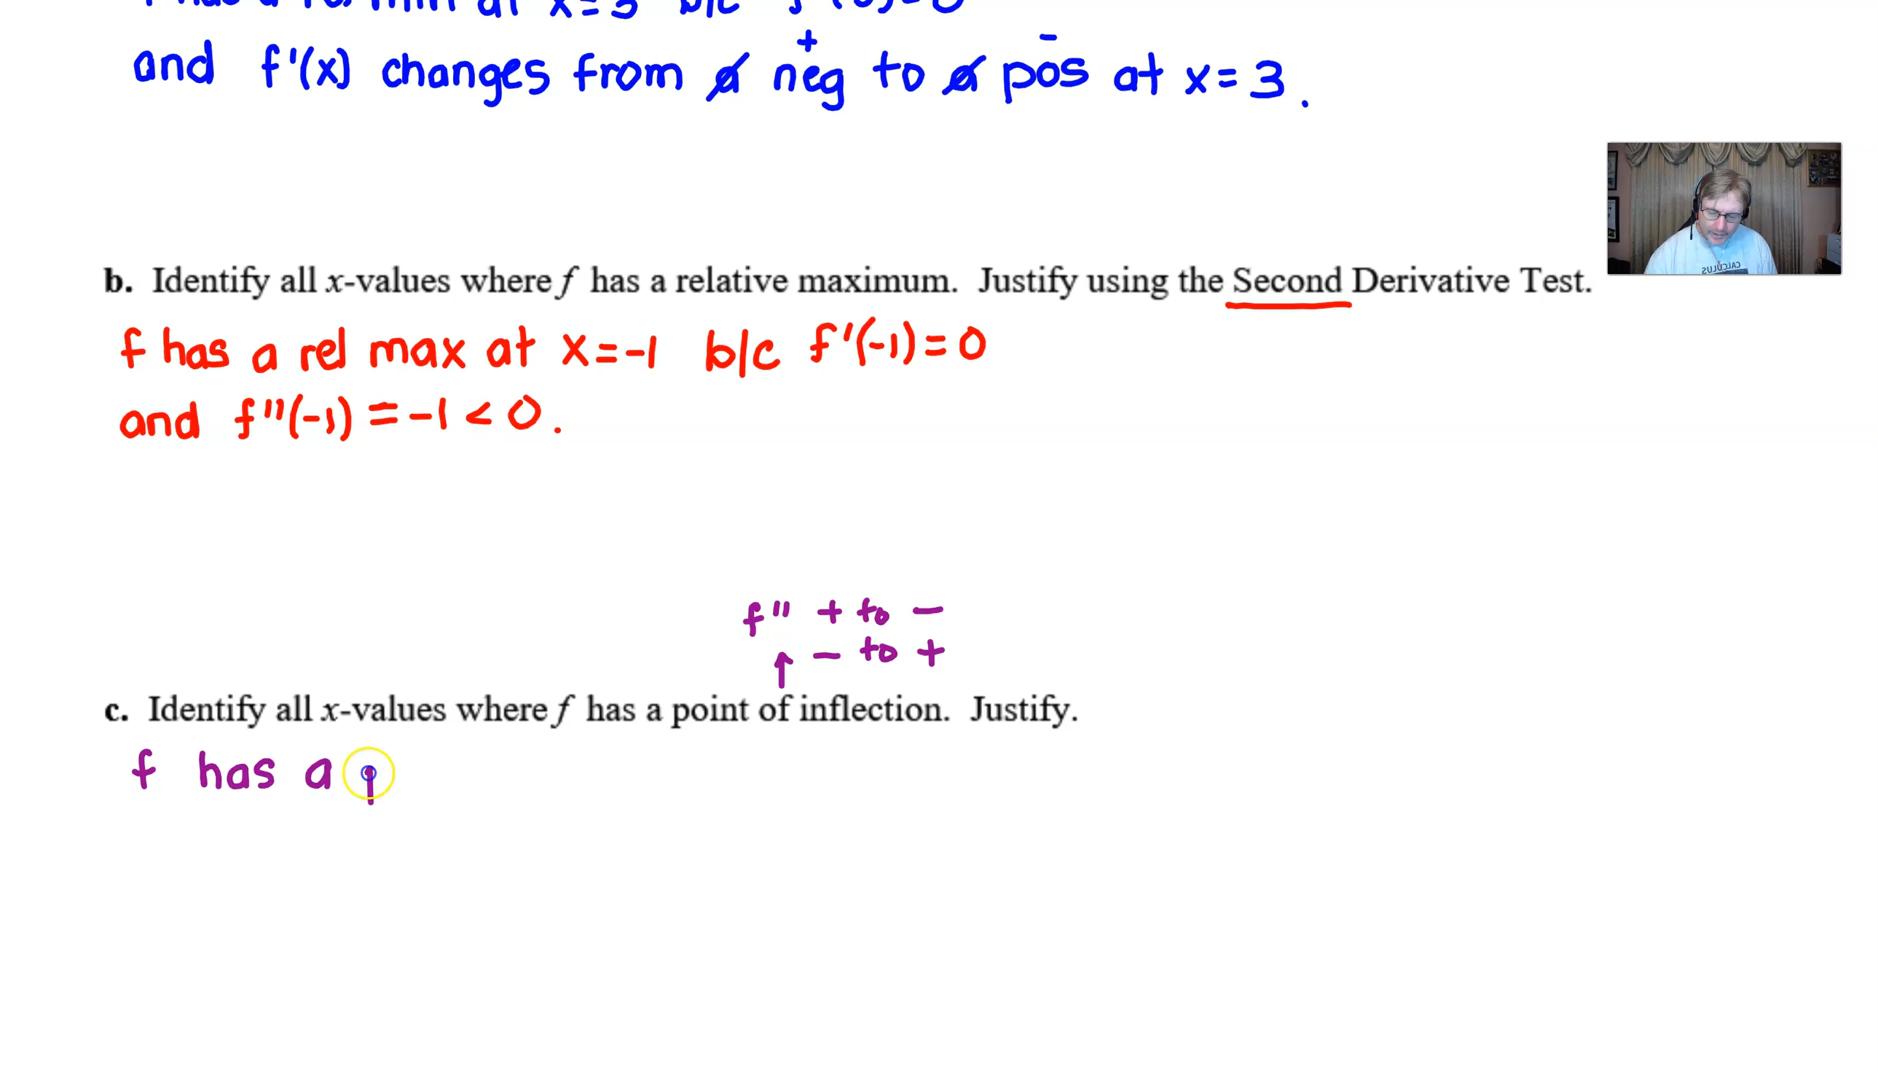 at x=3 b/c
+ -
and f'(x) changes from neg to pos at x=3.
b. Identify all x-values where f has a relative maximum. Justify using the Second Derivative Test.
f has a rel max at x=-1 b/c f'(-1)=0
and f''(-1)=-1<0.
f'' + to -
↑ - to +
c. Identify all x-values where f has a point of inflection. Justify.
f has a p